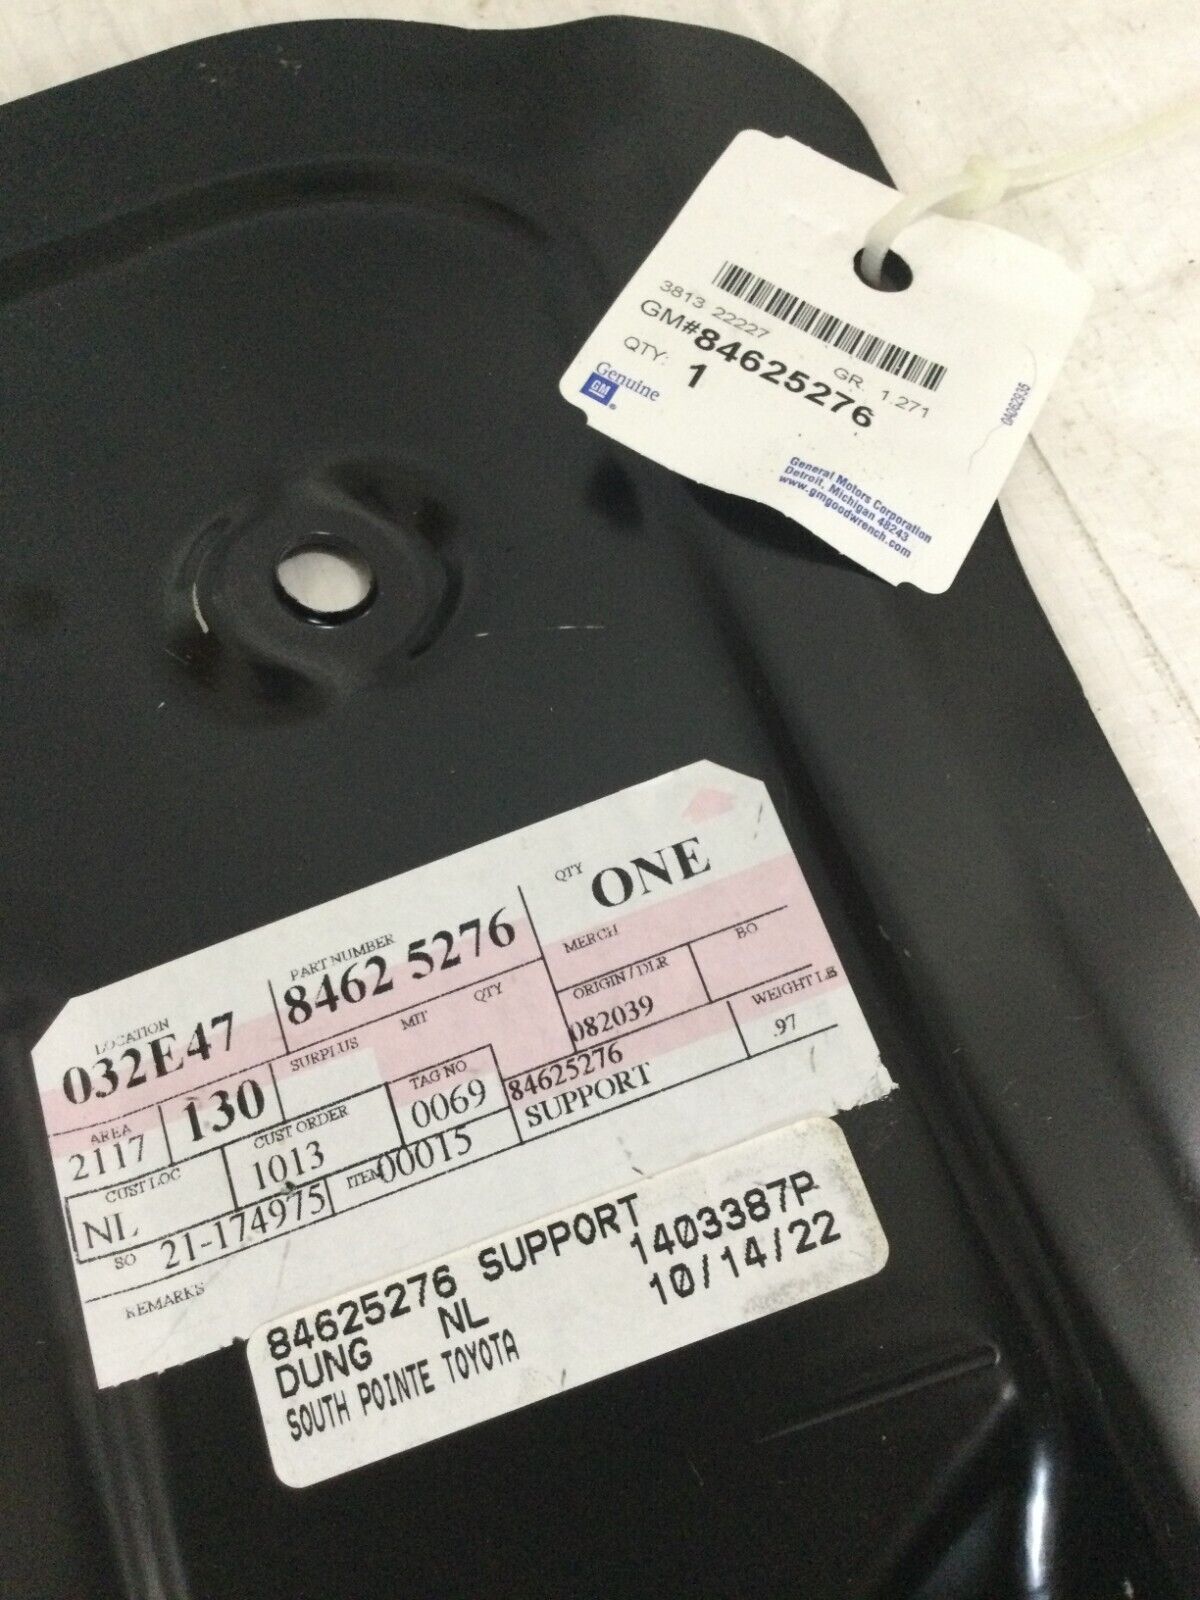 3813 22227 GR. 1.271
GM#84625276
QTY: 1
Genuine
GM
®
0A062935
General Motors Corporation
Detroit, Michigan 48243
www.gmgoodwrench.com
LOCATION PART NUMBER QTY
032E47 8462 5276 ONE
AREA 130 SURPLUS MIT QTY MERCH
2117
CUST LOC CUST ORDER TAG NO ORIGIN/DLR BO
NL 1013 0069 082039
SO 21-174975 ITEM 00015 84625276 WEIGHT LB
SUPPORT .97
REMARKS
84625276 SUPPORT
DUNG NL 1403387P
SOUTH POINTE TOYOTA 10/14/22